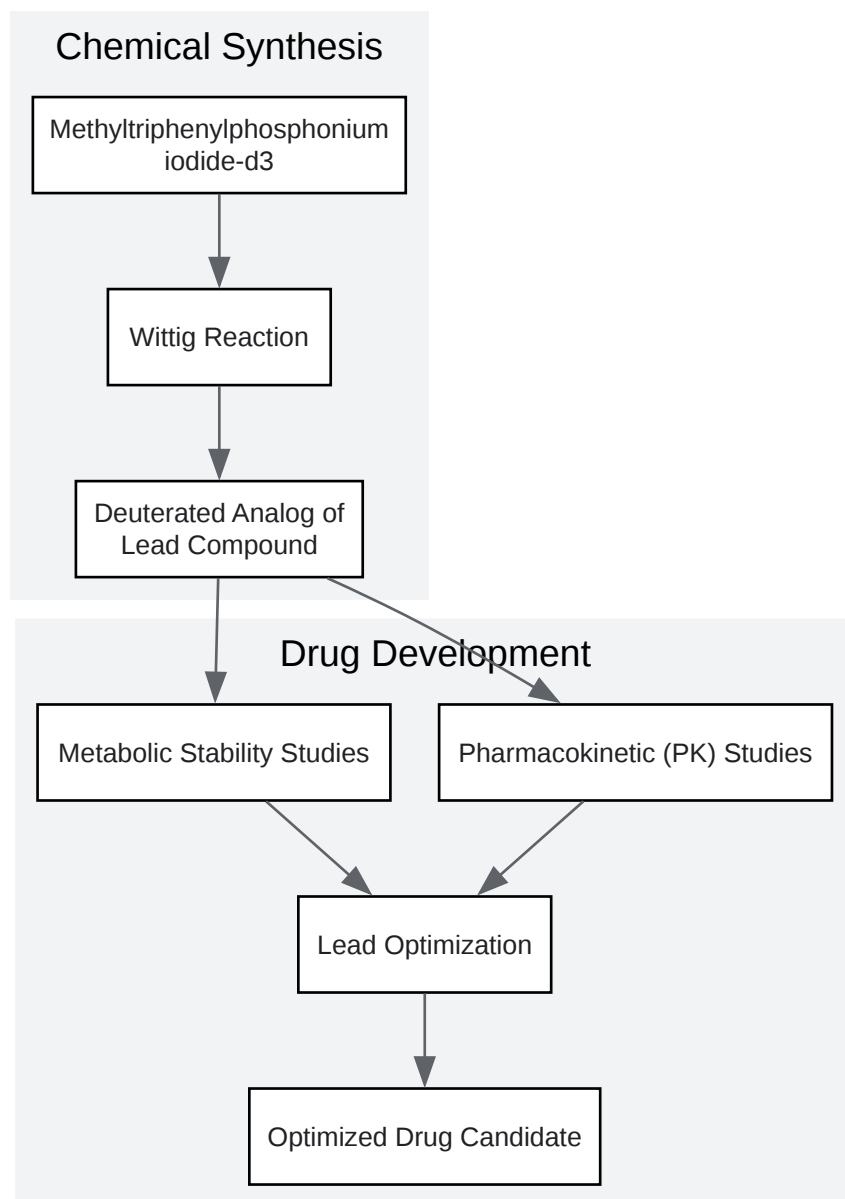 Chemical Synthesis
Methyltriphenylphosphonium
iodide-d3
Wittig Reaction
Deuterated Analog of
Lead Compound
Drug Development
Metabolic Stability Studies
Pharmacokinetic (PK) Studies
Lead Optimization
Optimized Drug Candidate